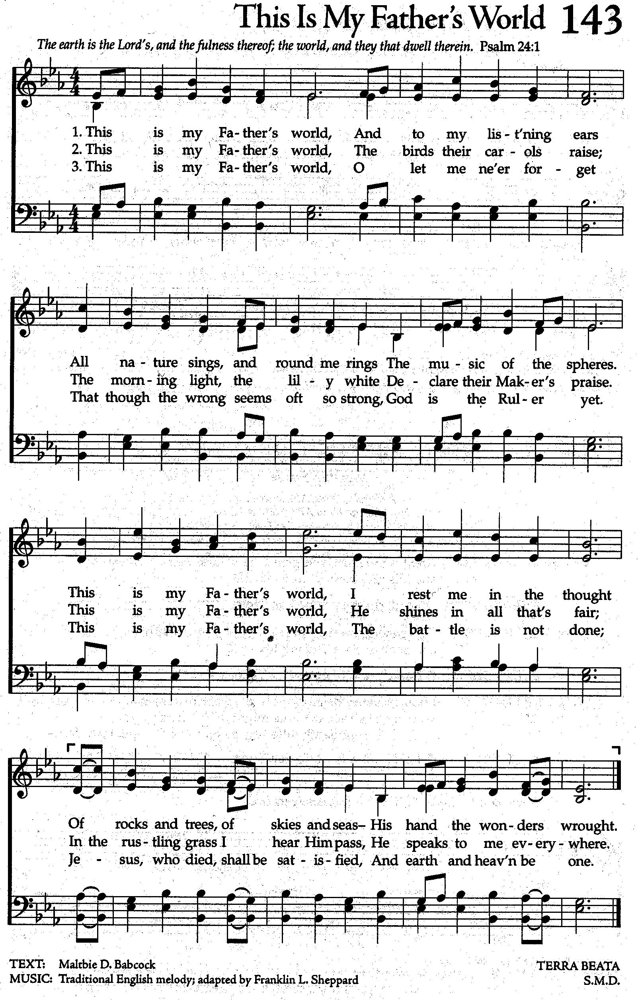 This Is My Father's World 143
The earth is the Lord's, and the fulness thereof; the world, and they that dwell therein. Psalm 24:1
1. This is my Fa-ther's world, And to my lis-t'ning ears
2. This is my Fa-ther's world, The birds their car-ols raise;
3. This is my Fa-ther's world, O let me ne'er for-get
All na-ture sings, and round me rings The mu-sic of the spheres.
The morn-ing light, the lil-y white De-clare their Mak-er's praise.
That though the wrong seems oft so strong, God is the Rul-er yet.
This is my Fa-ther's world, I rest me in the thought
This is my Fa-ther's world, He shines in all that's fair;
This is my Fa-ther's world, The bat-tle is not done;
Of rocks and trees, of skies and seas– His hand the won-ders wrought.
In the rus-tling grass I hear Him pass, He speaks to me ev-ery-where.
Je-sus, who died, shall be sat-is-fied, And earth and heav'n be one.
TEXT: Maltbie D. Babcock TERRA BEATA
MUSIC: Traditional English melody; adapted by Franklin L. Sheppard S.M.D.